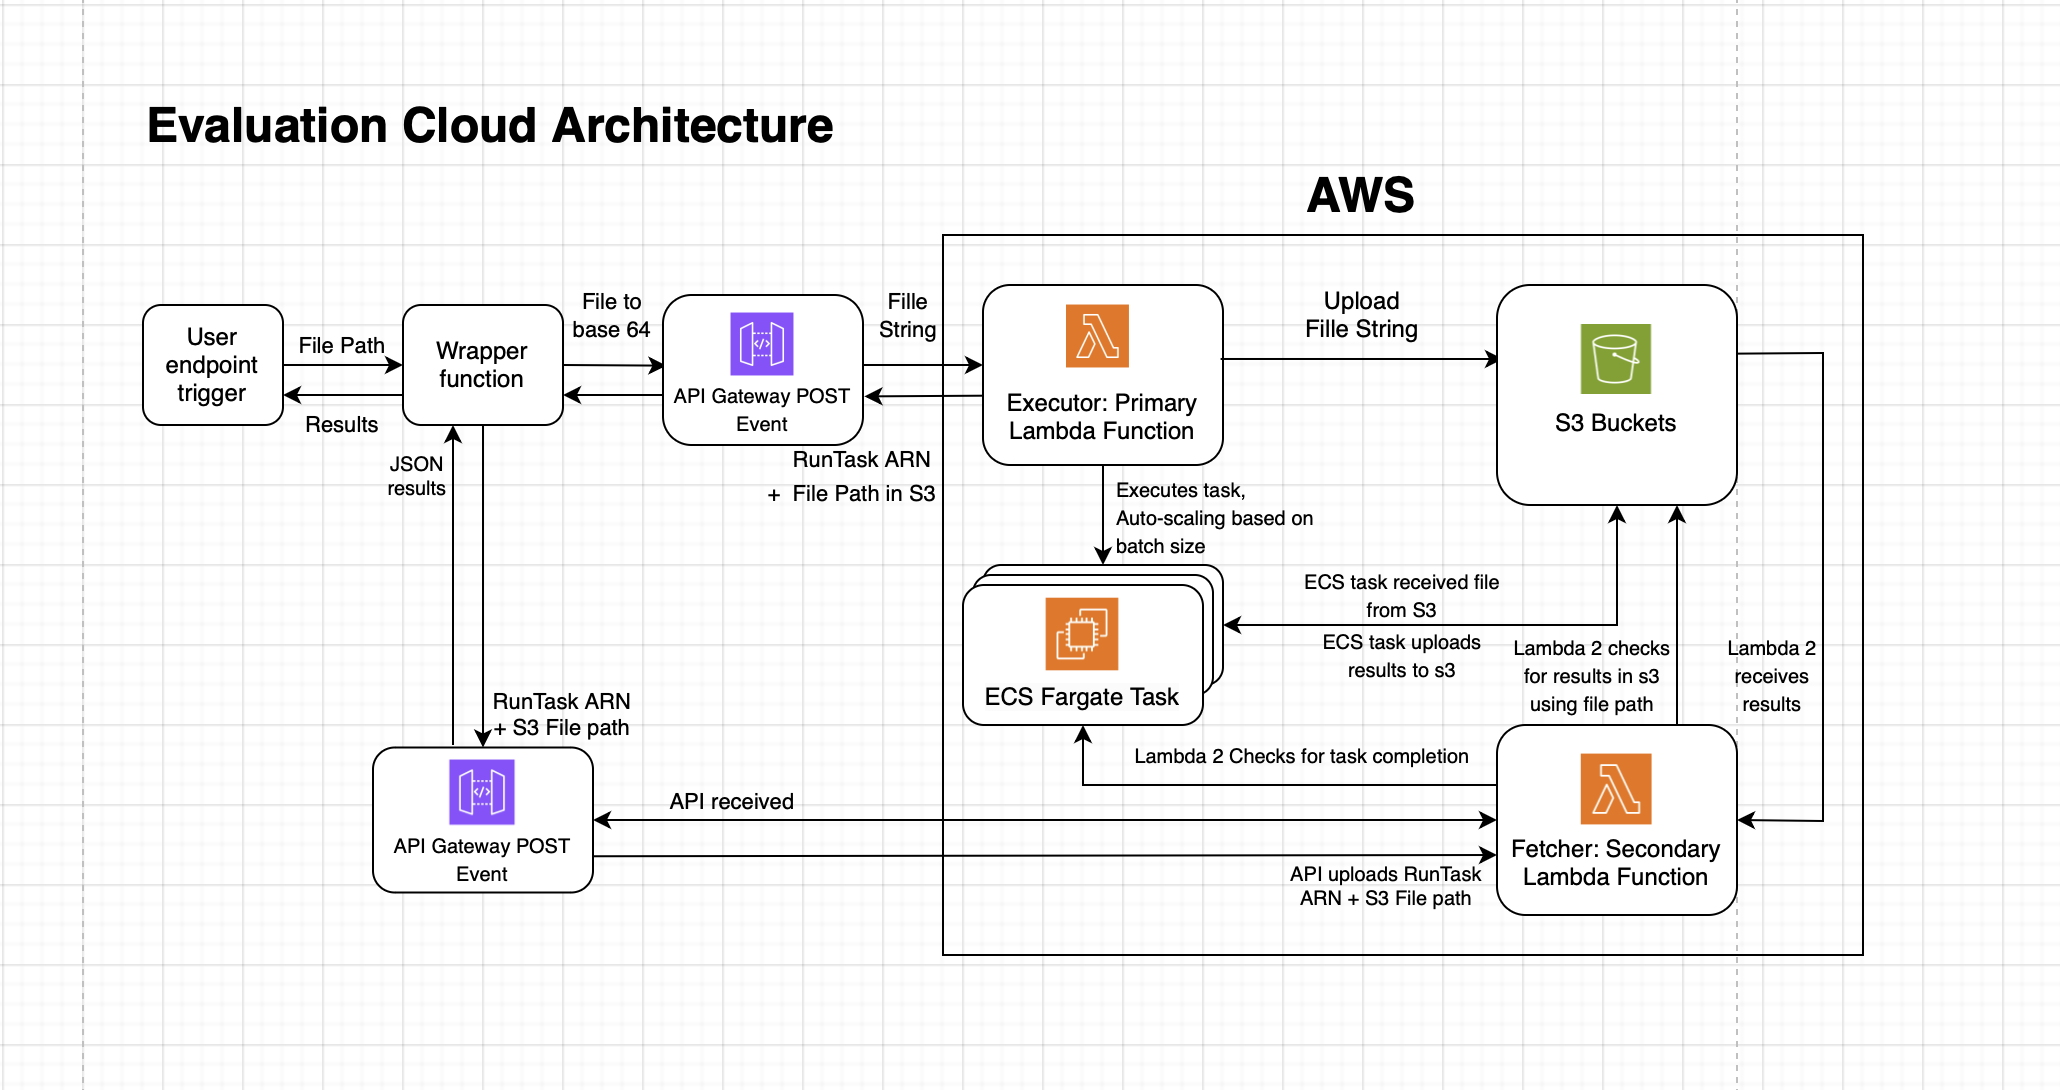 Evaluation Cloud Architecture
AWS
User
endpoint
trigger
File Path
Results
Wrapper
function
File to
base 64
API Gateway POST
Event
Fille
String
RunTask ARN
+ File Path in S3
Executor: Primary
Lambda Function
Upload
Fille String
S3 Buckets
JSON
results
Executes task,
Auto-scaling based on
batch size
ECS task received file
from S3
ECS task uploads
results to s3
Lambda 2 checks
for results in s3
using file path
Lambda 2
receives
results
ECS Fargate Task
RunTask ARN
+ S3 File path
Lambda 2 Checks for task completion
API received
API Gateway POST
Event
Fetcher: Secondary
Lambda Function
API uploads RunTask
ARN + S3 File path